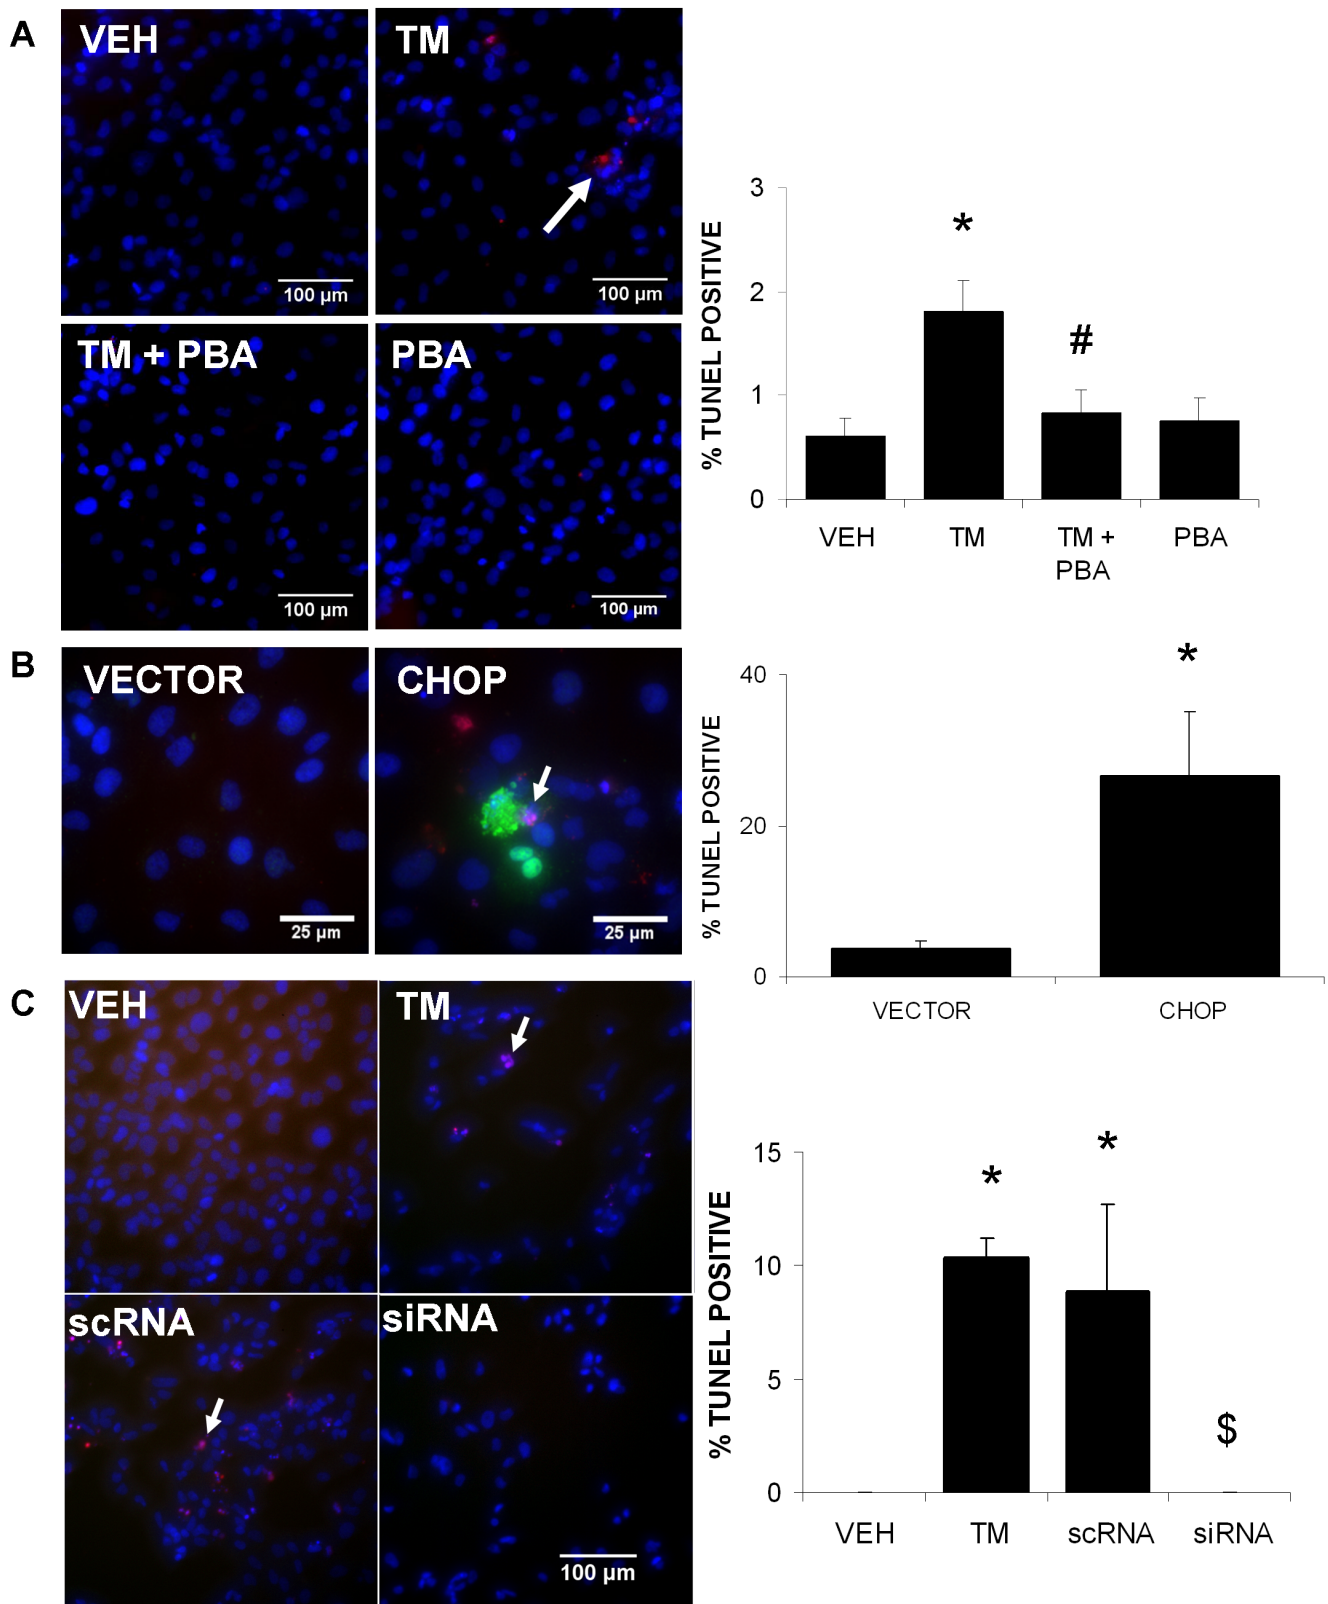 A
VEH
TM
100 µm
100 µm
TM + PBA
PBA
100 µm
100 µm
% TUNEL POSITIVE
3
2
1
0
*
#
VEH
TM
TM +
PBA
PBA
B
VECTOR
CHOP
25 µm
25 µm
% TUNEL POSITIVE
40
20
0
*
VECTOR
CHOP
C
VEH
TM
scRNA
siRNA
100 µm
% TUNEL POSITIVE
15
10
5
0
*
*
$
VEH
TM
scRNA
siRNA